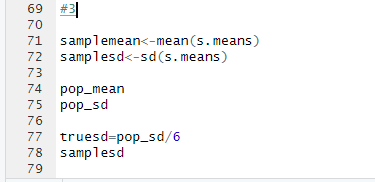 69 #3
70
71 samplemean<-mean(s.means)
72 samplesd<-sd(s.means)
73
74 pop_mean
75 pop_sd
76
77 truesd=pop_sd/6
78 samplesd
79